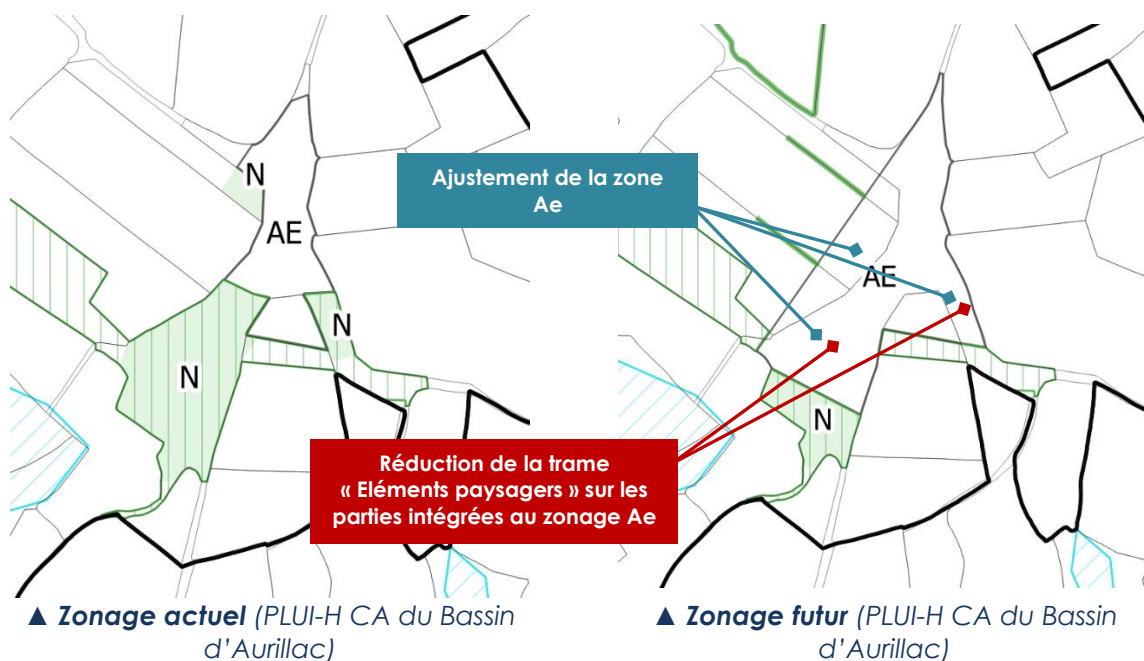 N
AE
N
N
Ajustement de la zone
Ae
AE
N
Réduction de la trame
« Eléments paysagers » sur les
parties intégrées au zonage Ae
▲ Zonage actuel (PLUI-H CA du Bassin
d’Aurillac)
▲ Zonage futur (PLUI-H CA du Bassin
d’Aurillac)